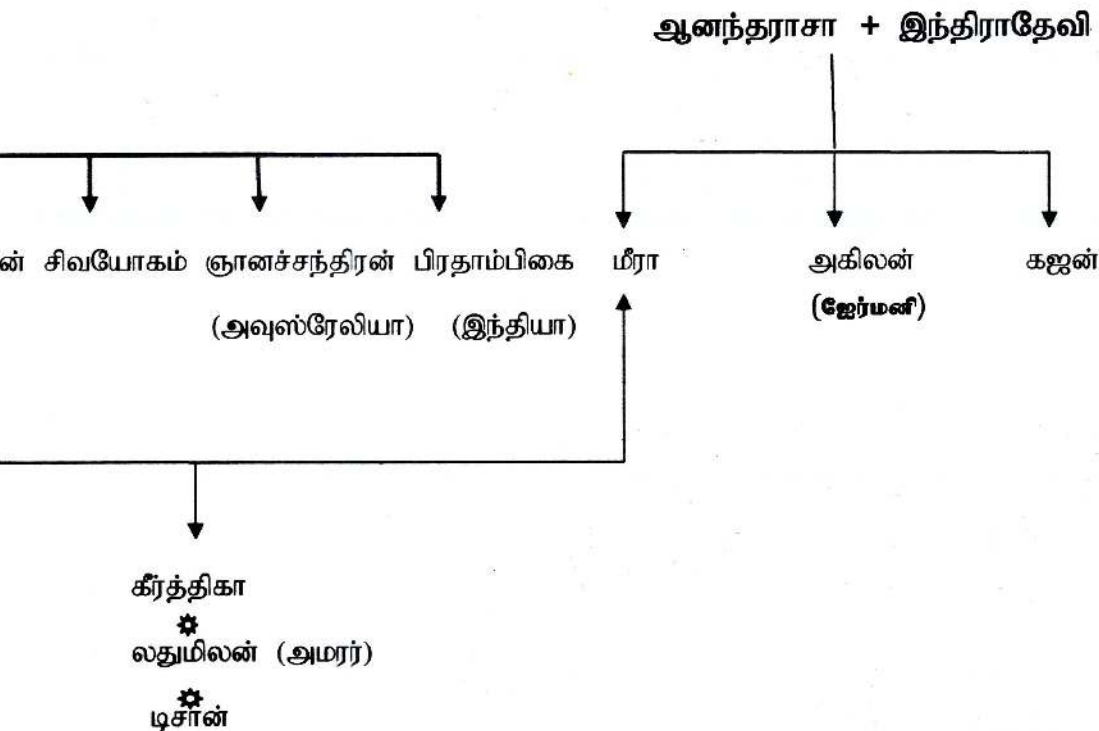 ஆனந்தராசா + இந்திராதேவி
ன் சிவயோகம் ஞானச்சந்திரன் பிரதாம்பிகை மீரா அகிலன் கஜன்
(அவுஸ்ரேலியா) (இந்தியா) (ஜேர்மனி)
கீர்த்திகா
லதுமிலன் (அமரர்)
டிசான்